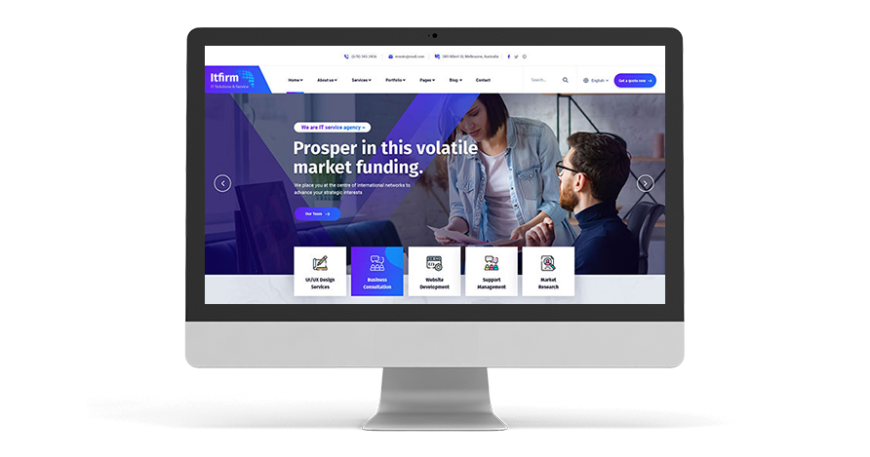 Itfirm
IT Solutions & Service
Home
About us
Services
Portfolio
Pages
Blog
Contact
Search...
English
Get a quote now
We are IT service agency
Prosper in this volatile
market funding.
We place you at the centre of international networks to
advance your strategic interests
Our Team
UI/UX Design
Services
Business
Consultation
Website
Development
Support
Management
Market
Research